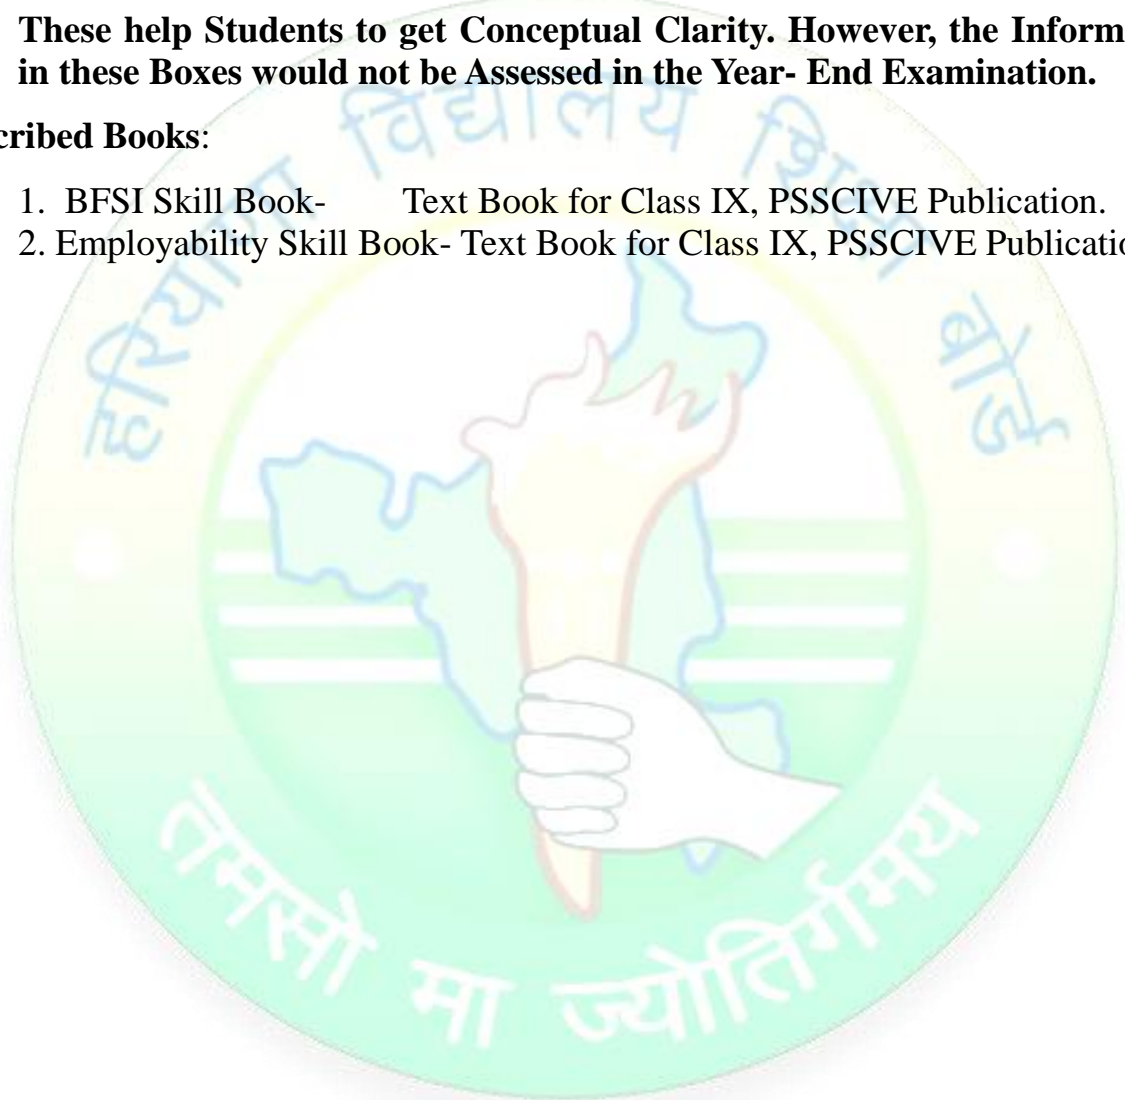 These help Students to get Conceptual Clarity. However, the Inform
in these Boxes would not be Assessed in the Year- End Examination.
cribed Books:
1. BFSI Skill Book- Text Book for Class IX, PSSCIVE Publication.
2. Employability Skill Book- Text Book for Class IX, PSSCIVE Publicatio
हरियाणा विद्यालय शिक्षा बोर्ड
तमसो मा ज्योतिर्गमय